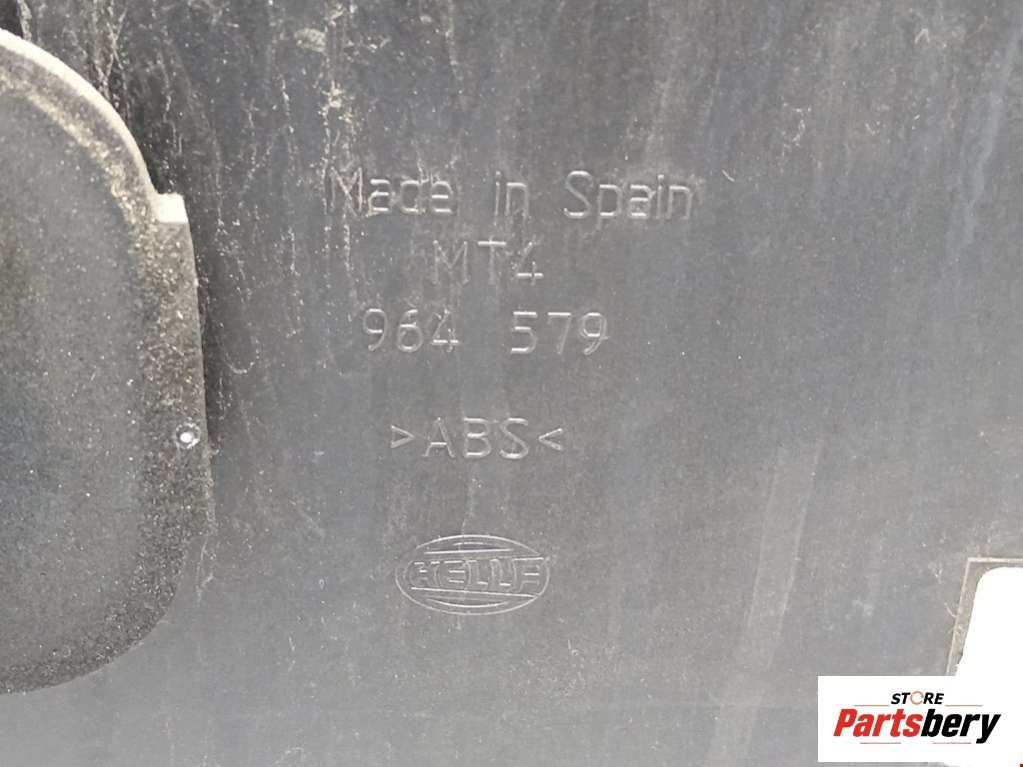 Made in Spain
MT4
964 579
>ABS<
HELLA
STORE
Partsbery